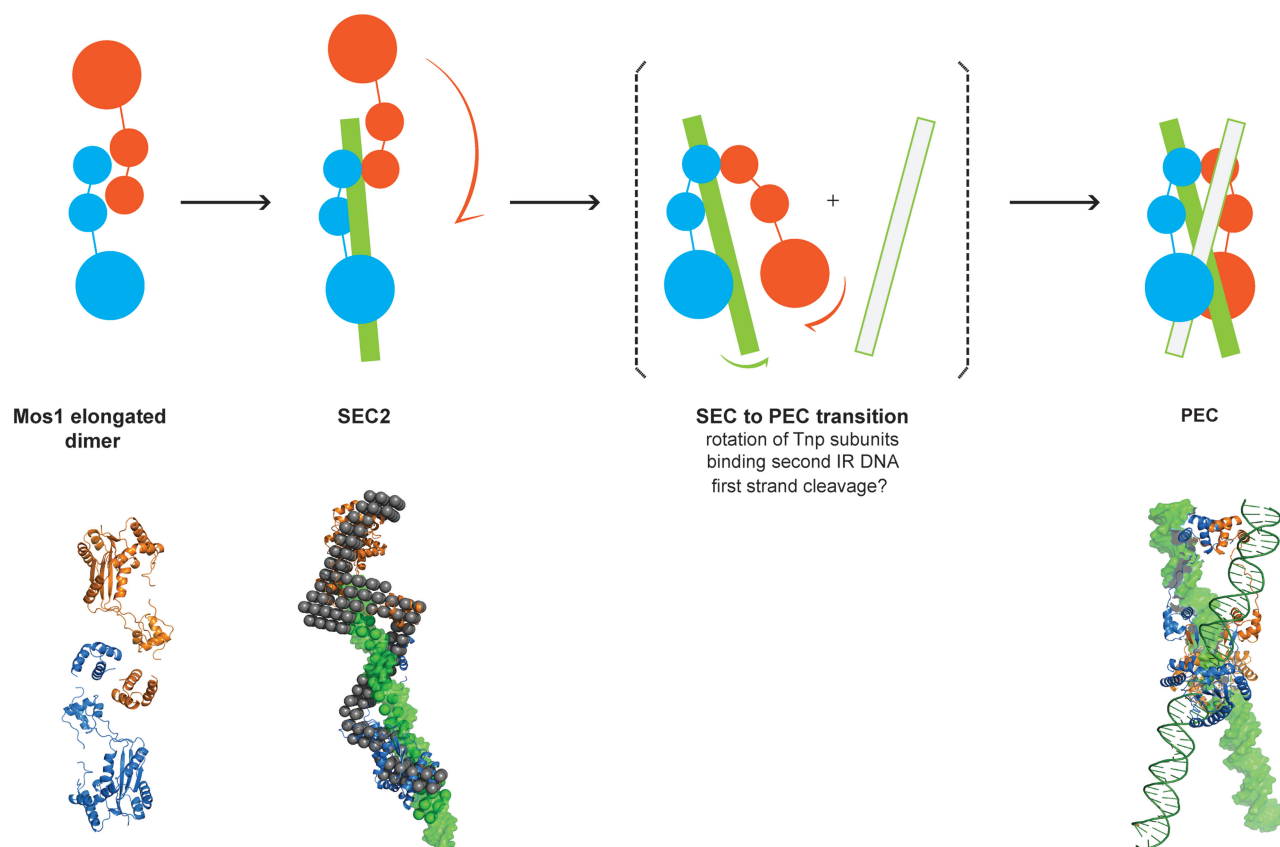 +
Mos1 elongated
dimer
SEC2
SEC to PEC transition
rotation of Tnp subunits
binding second IR DNA
first strand cleavage?
PEC